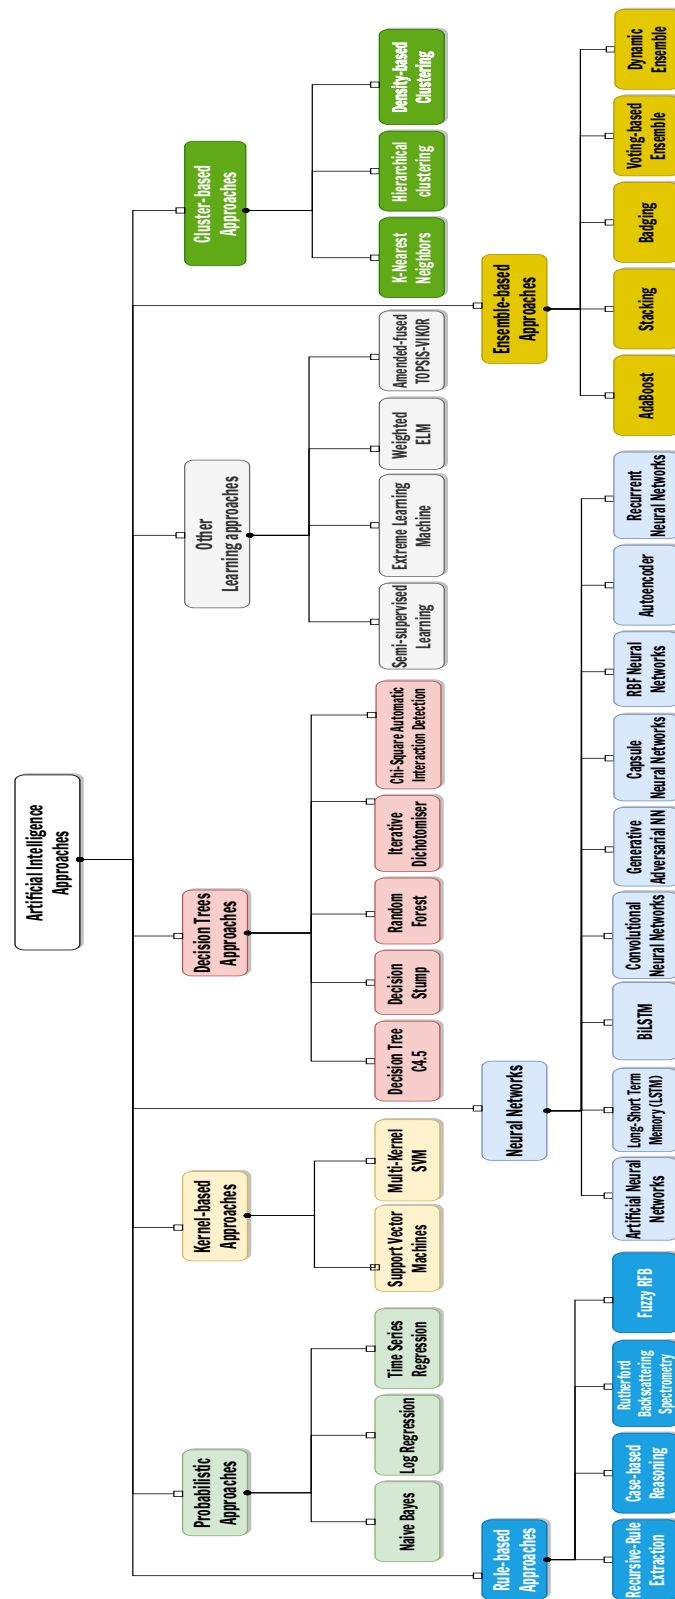 Artificial Intelligence
Approaches
Probabilistic
Approaches
Kernel-based
Approaches
Decision Trees
Approaches
Other
Learning approaches
Cluster-based
Approaches
Naive Bayes
Log Regression
Time Series
Regression
Support Vector
Machines
Multi-Kernel
SVM
Decision Tree
C4.5
Decision
Stump
Random
Forest
Iterative
Dichotomiser
Chi-Square Automatic
Interaction Detection
Semi-supervised
Learning
Extreme Learning
Machine
Weighted
ELM
Amended-fused
TOPSIS-VIKOR
K-Nearest
Neighbors
Hierarchical
clustering
Density-based
Clustering
Rule-based
Approaches
Neural Networks
Ensemble-based
Approaches
Recursive-Rule
Extraction
Case-based
Reasoning
Rutherford
Backscattering
Spectrometry
Fuzzy RFB
Artificial Neural
Networks
Long-Short Term
Memory (LSTM)
BiLSTM
Convolutional
Neural Networks
Generative
Adversarial NN
Capsule
Neural Networks
RBF Neural
Networks
Autoencoder
Recurrent
Neural Networks
AdaBoost
Stacking
Badging
Voting-based
Ensemble
Dynamic
Ensemble